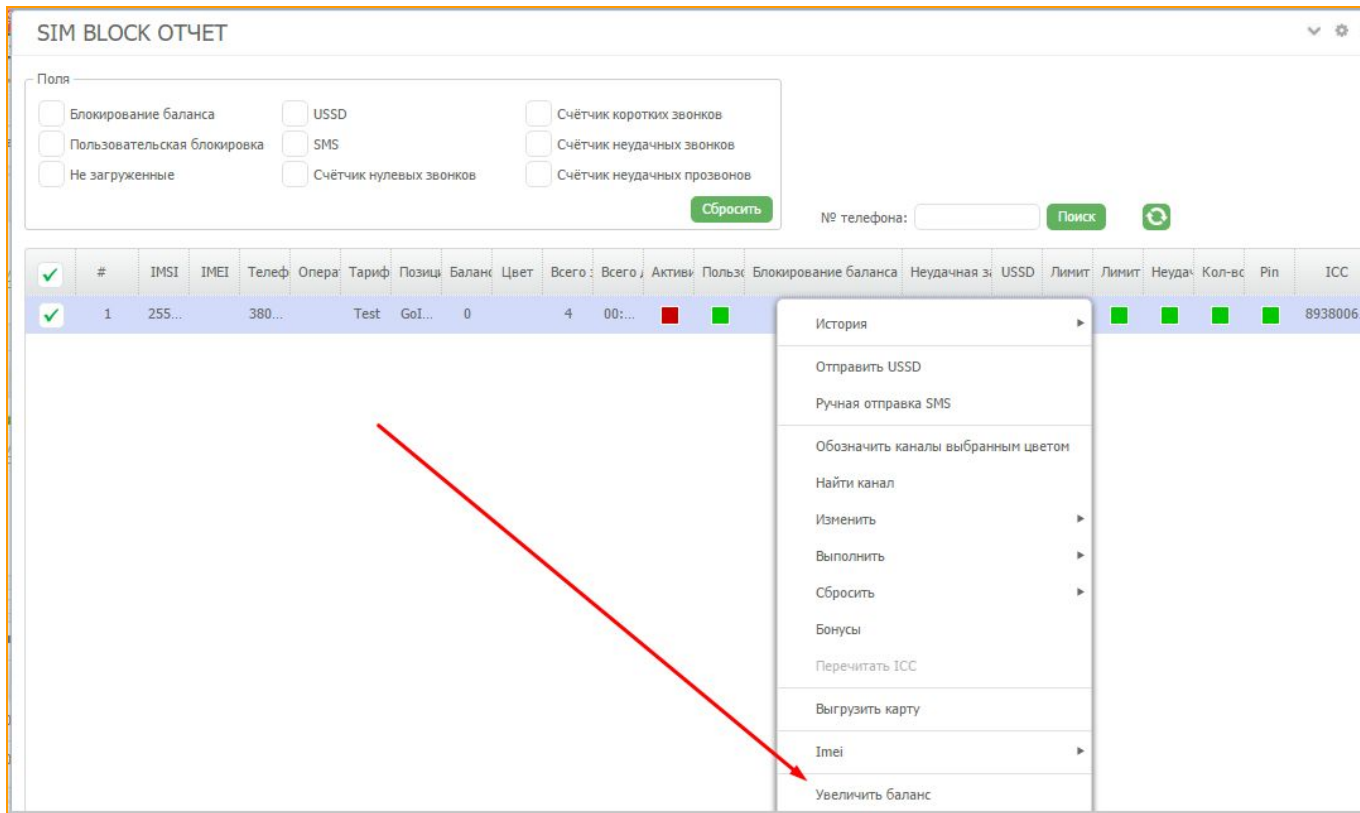 SIM BLOCK ОТЧЕТ
Поля
Блокирование баланса USSD Счётчик коротких звонков
Пользовательская блокировка SMS Счётчик неудачных звонков
Не загруженные Счётчик нулевых звонков Счётчик неудачных прозвонов
Сбросить
№ телефона: Поиск
# IMSI IMEI Телеф Опера Тариф Позици Баланс Цвет Всего Всего Активи Пользо Блокирование баланса Неудачная USSD Лимит Лимит Неудач Кол-во Pin ICC
1 255... 380... Test GoI... 0 4 00:... 8938006
История
Отправить USSD
Ручная отправка SMS
Обозначить каналы выбранным цветом
Найти канал
Изменить
Выполнить
Сбросить
Бонусы
Перечитать ICC
Выгрузить карту
Imei
Увеличить баланс